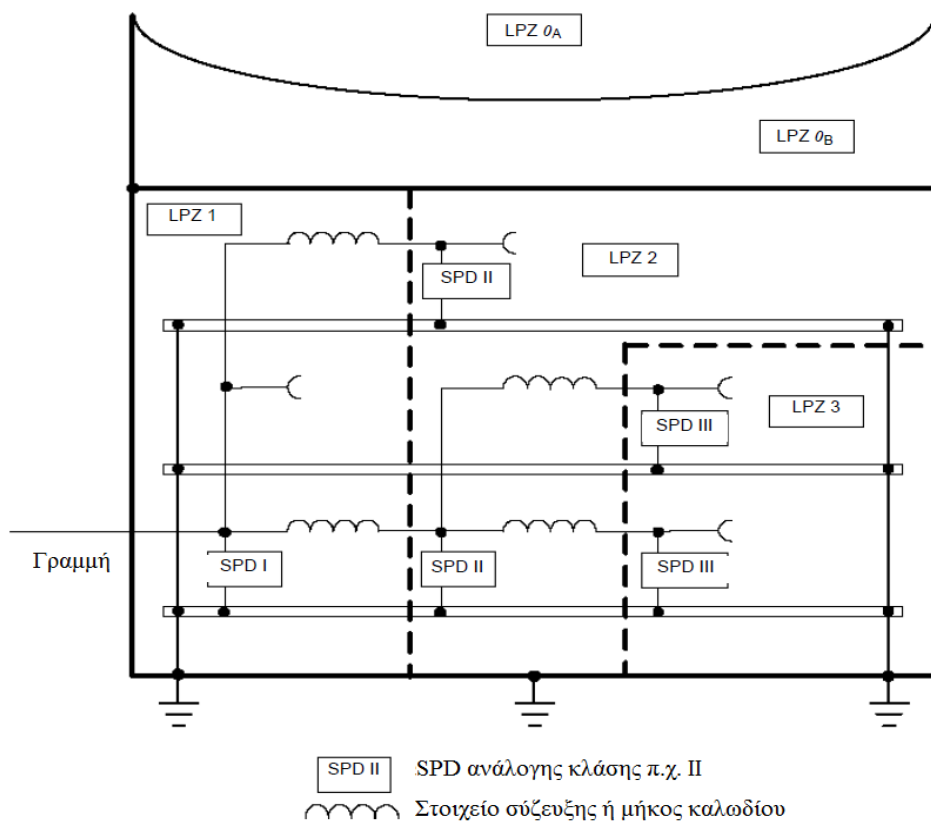 LPZ 0A
LPZ 0B
LPZ 1
LPZ 2
SPD II
LPZ 3
SPD III
Γραμμή
SPD I
SPD II
SPD III
SPD II
SPD ανάλογης κλάσης π.χ. II
Στοιχείο σύζευξης ή μήκος καλωδίου